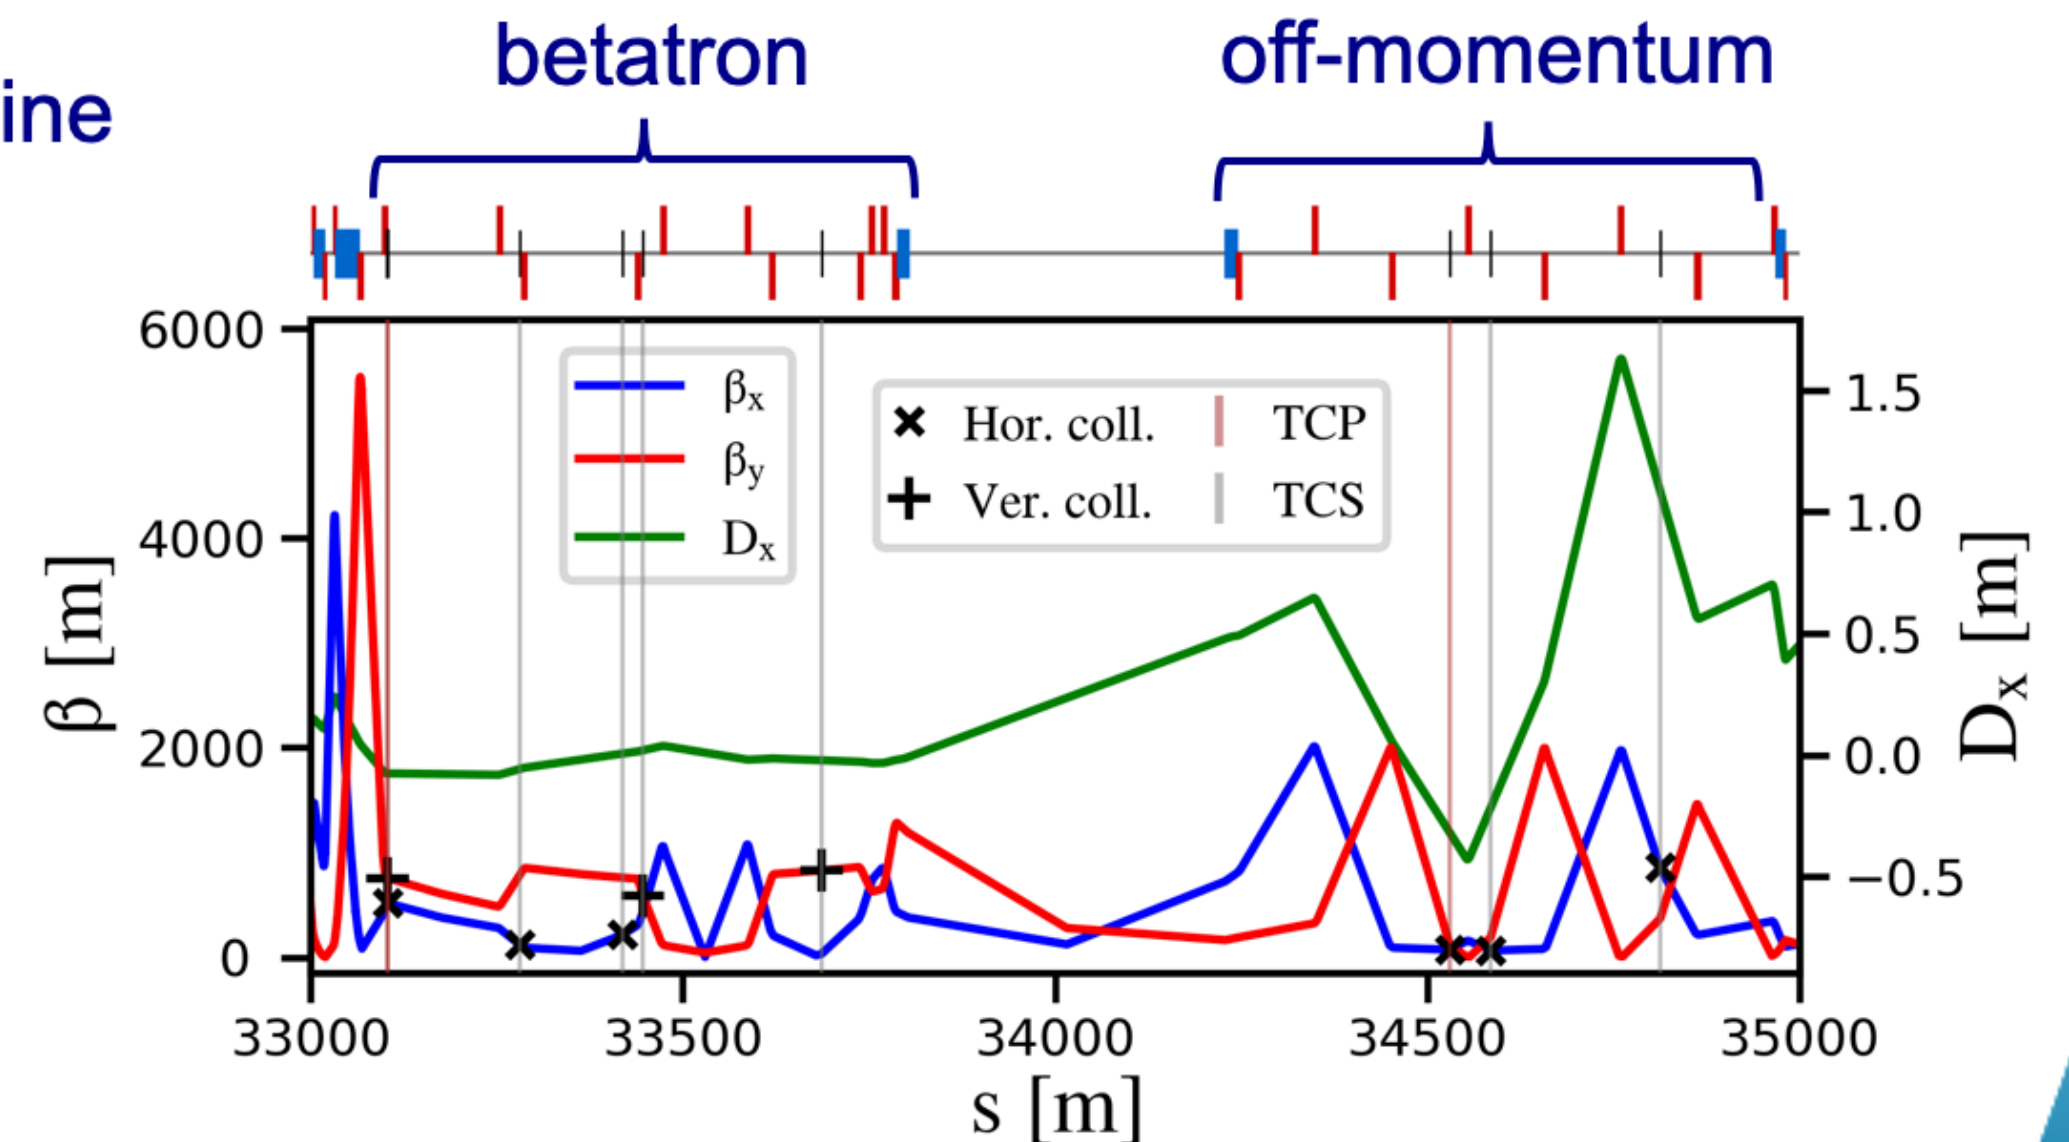 betatron
off-momentum
ine
6000
4000
2000
0
β [m]
βx
βy
Dx
Hor. coll.
TCP
Ver. coll.
TCS
1.5
1.0
0.5
0.0
−0.5
Dx [m]
33000
33500
34000
34500
35000
s [m]